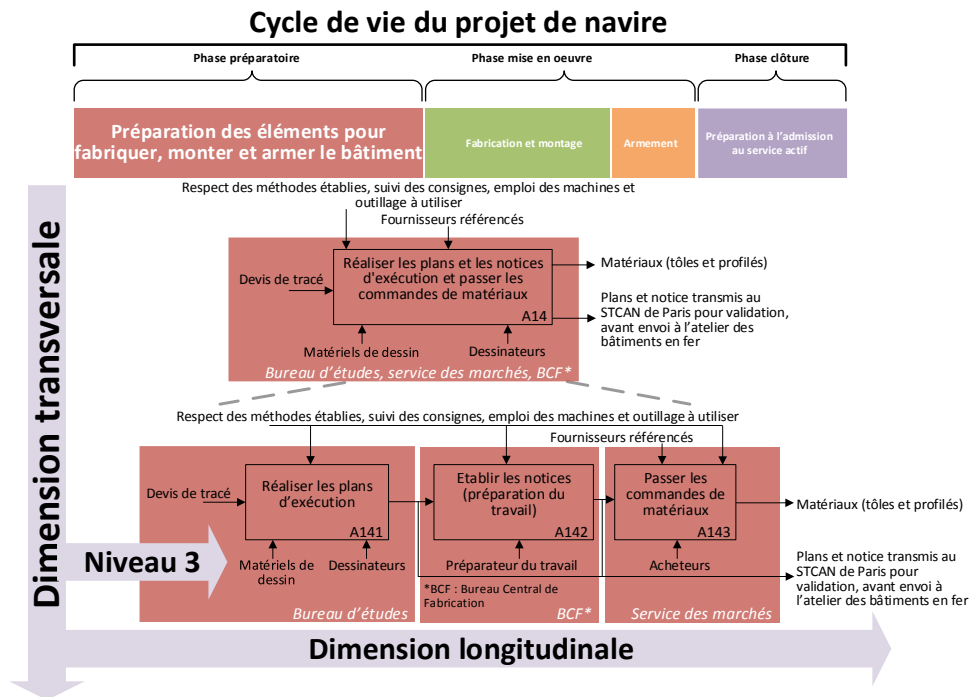 Cycle de vie du projet de navire
Phase préparatoire
Phase mise en oeuvre
Phase clôture
Préparation des éléments pour
fabriquer, monter et armer le bâtiment
Fabrication et montage
Armement
Préparation à l'admission
au service actif
Dimension transversale
Respect des méthodes établies, suivi des consignes, emploi des machines et
outillage à utiliser
Fournisseurs référencés
Devis de tracé
Réaliser les plans et les notices
d'exécution et passer les
commandes de matériaux
A14
Matériaux (tôles et profilés)
Plans et notice transmis au
STCAN de Paris pour validation,
avant envoi à l'atelier des
bâtiments en fer
Matériels de dessin
Dessinateurs
Bureau d'études, service des marchés, BCF*
Respect des méthodes établies, suivi des consignes, emploi des machines et outillage à utiliser
Fournisseurs référencés
Devis de tracé
Réaliser les plans
d'exécution
A141
Etablir les notices
(préparation du
travail)
A142
Passer les
commandes de
matériaux
A143
Matériaux (tôles et profilés)
Niveau 3
Matériels de
dessin
Dessinateurs
Préparateur du travail
Acheteurs
Plans et notice transmis au
STCAN de Paris pour
validation, avant envoi à
l'atelier des bâtiments en fer
*BCF : Bureau Central de
Fabrication
Bureau d'études
BCF*
Service des marchés
Dimension longitudinale